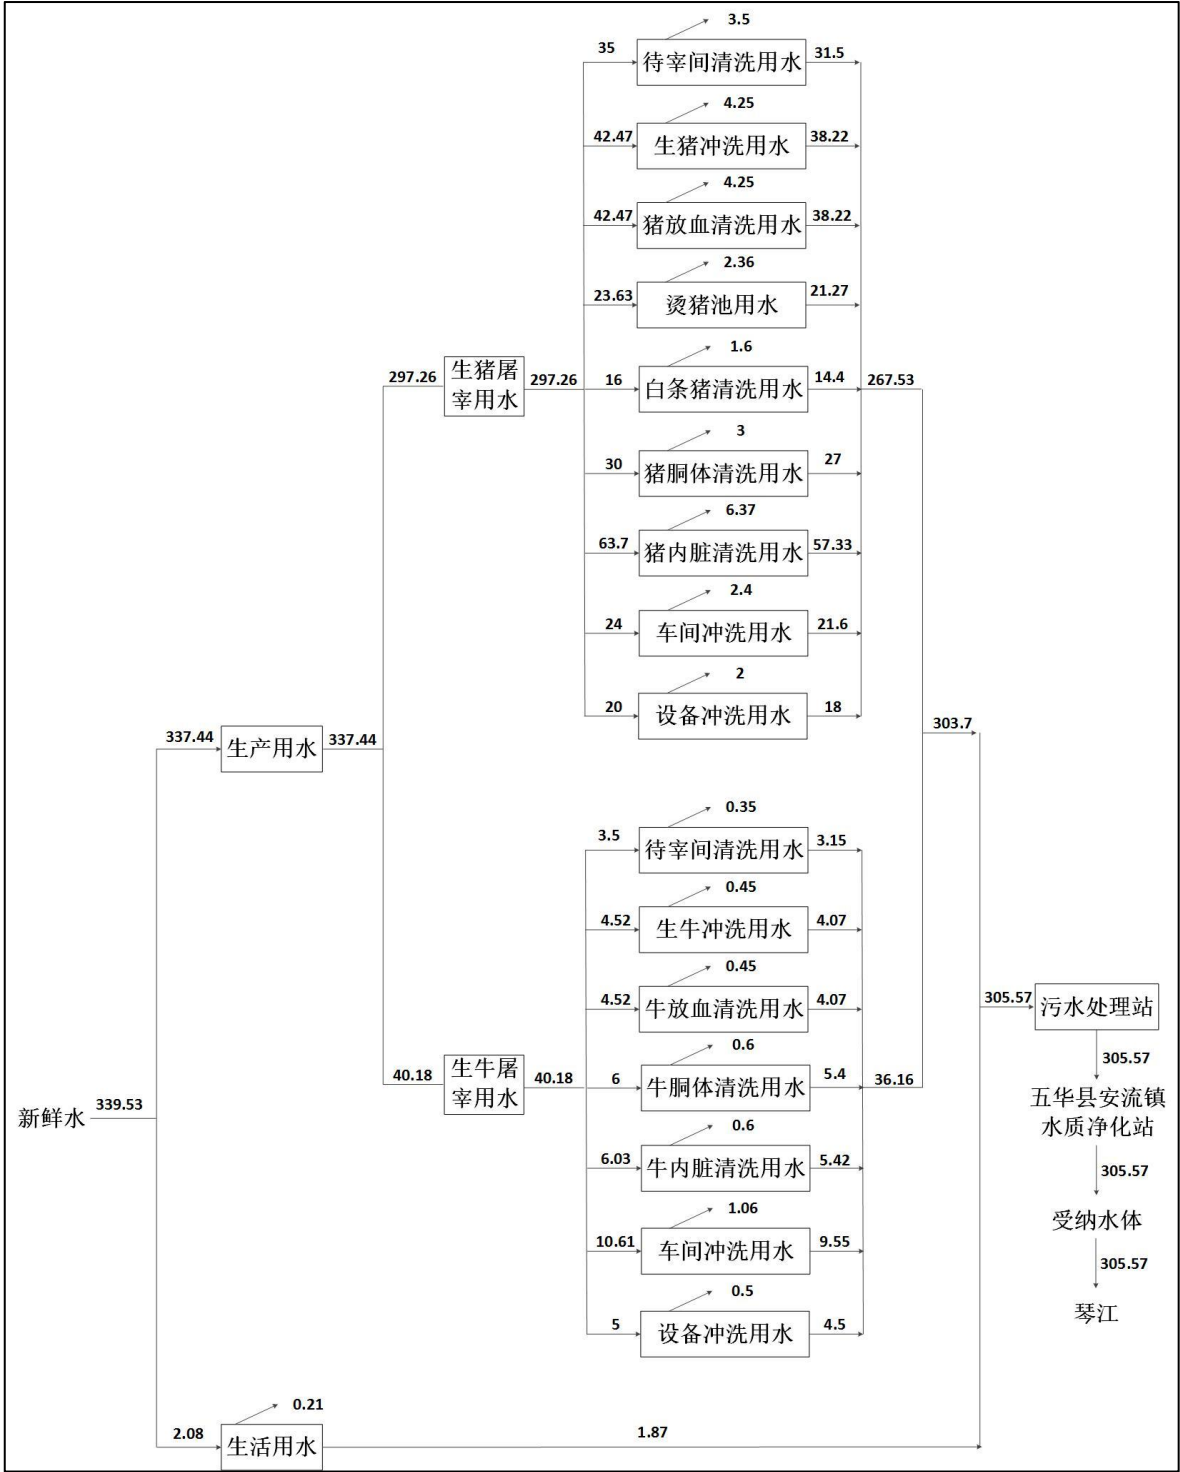 3.5
35
待宰间清洗用水
31.5
4.25
42.47
生猪冲洗用水
38.22
4.25
42.47
猪放血清洗用水
38.22
2.36
23.63
烫猪池用水
21.27
1.6
297.26
生猪屠
宰用水
297.26
16
白条猪清洗用水
14.4
267.53
3
30
猪胴体清洗用水
27
6.37
63.7
猪内脏清洗用水
57.33
2.4
24
车间冲洗用水
21.6
2
20
设备冲洗用水
18
337.44
生产用水
337.44
303.7
0.35
3.5
待宰间清洗用水
3.15
0.45
4.52
生牛冲洗用水
4.07
0.45
4.52
牛放血清洗用水
4.07
305.57
污水处理站
0.6
40.18
生牛屠
宰用水
40.18
6
牛胴体清洗用水
5.4
36.16
305.57
新鲜水
339.53
五华县安流镇
水质净化站
0.6
6.03
牛内脏清洗用水
5.42
305.57
1.06
10.61
车间冲洗用水
9.55
受纳水体
305.57
0.5
5
设备冲洗用水
4.5
琴江
0.21
2.08
生活用水
1.87